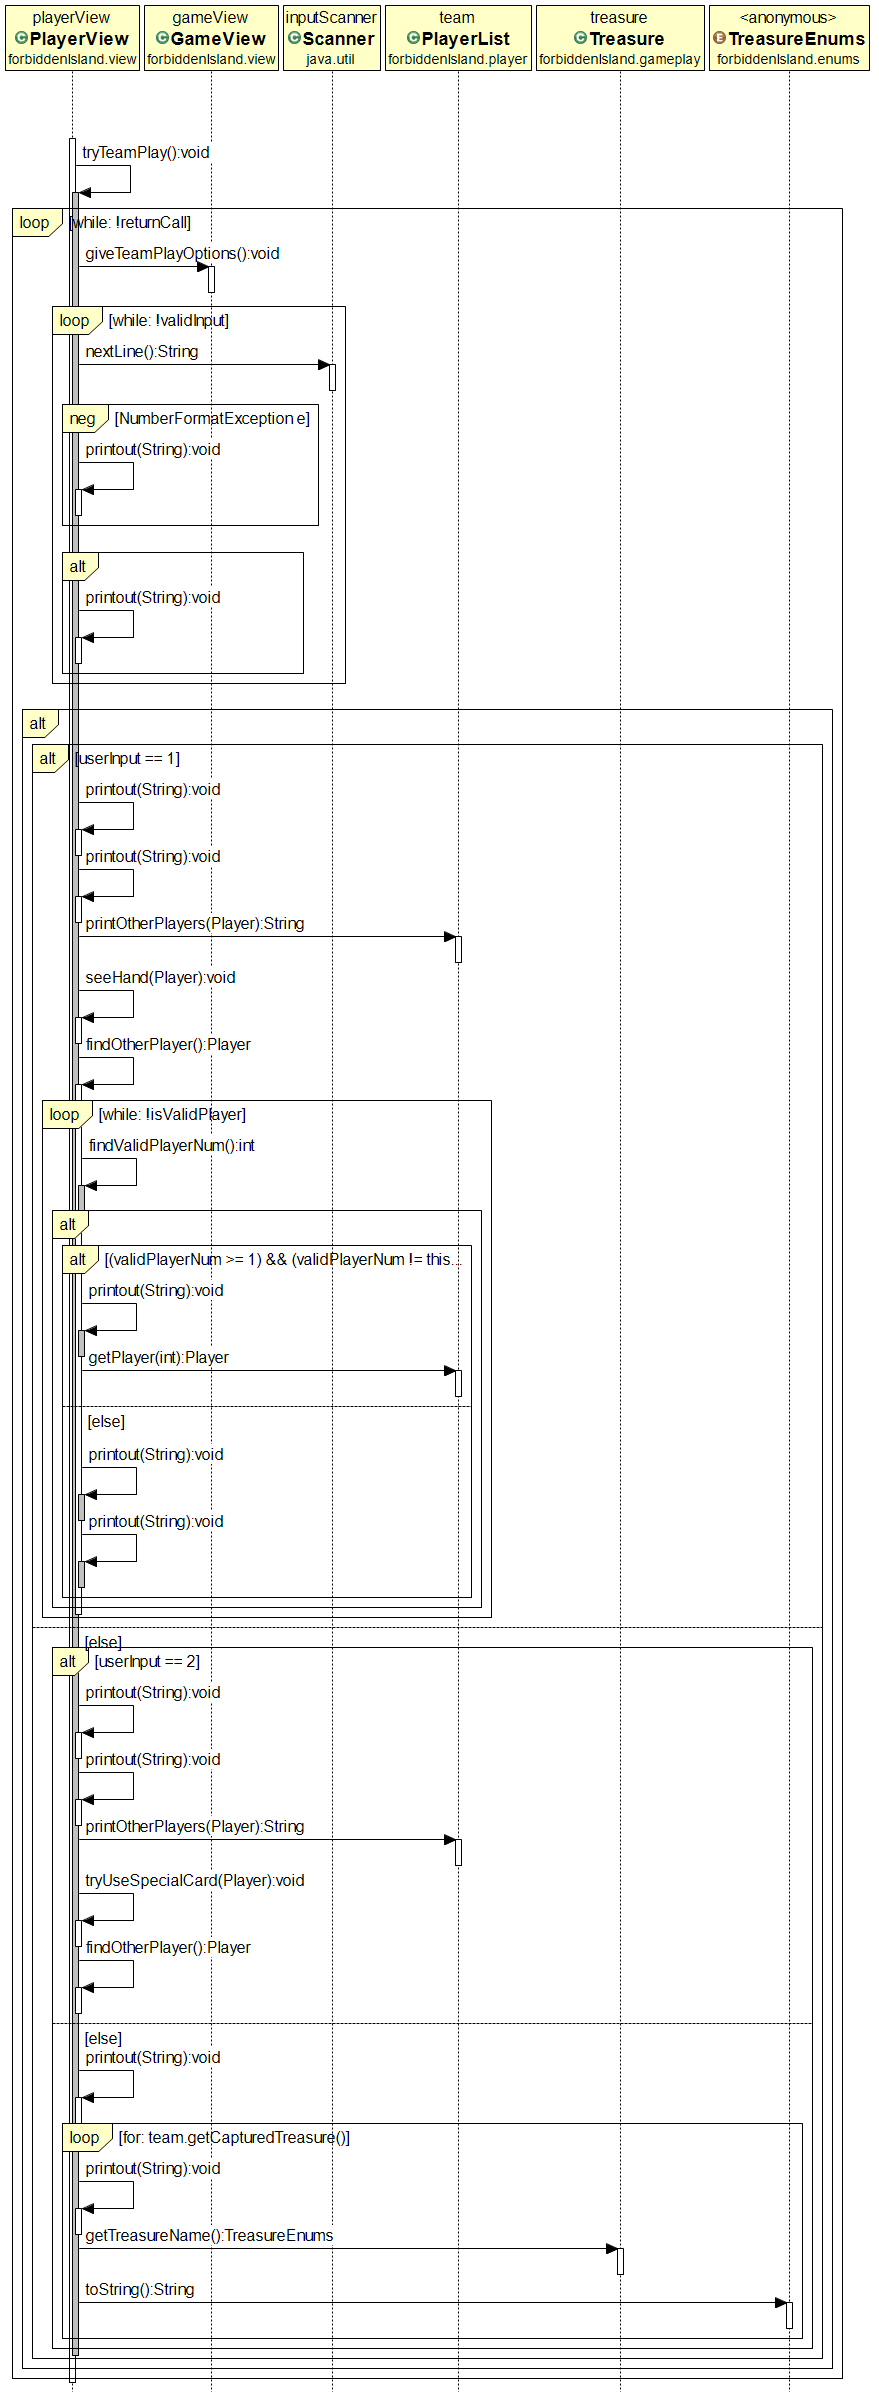 playerView
PlayerView
forbiddenIsland.view
gameView
GameView
forbiddenIsland.view
inputScanner
Scanner
java.util
team
PlayerList
forbiddenIsland.player
treasure
Treasure
forbiddenIsland.gameplay
<anonymous>
TreasureEnums
forbiddenIsland.enums
tryTeamPlay():void
loop [while: !returnCall]
giveTeamPlayOptions():void
loop [while: !validInput]
nextLine():String
neg [NumberFormatException e]
printout(String):void
alt
printout(String):void
alt
alt [userInput == 1]
printout(String):void
printout(String):void
printOtherPlayers(Player):String
seeHand(Player):void
findOtherPlayer():Player
loop [while: !isValidPlayer]
findValidPlayerNum():int
alt
alt [(validPlayerNum >= 1) && (validPlayerNum != this...
printout(String):void
getPlayer(int):Player
[else]
printout(String):void
printout(String):void
[else]
alt [userInput == 2]
printout(String):void
printout(String):void
printOtherPlayers(Player):String
tryUseSpecialCard(Player):void
findOtherPlayer():Player
[else]
printout(String):void
loop [for: team.getCapturedTreasure()]
printout(String):void
getTreasureName():TreasureEnums
toString():String